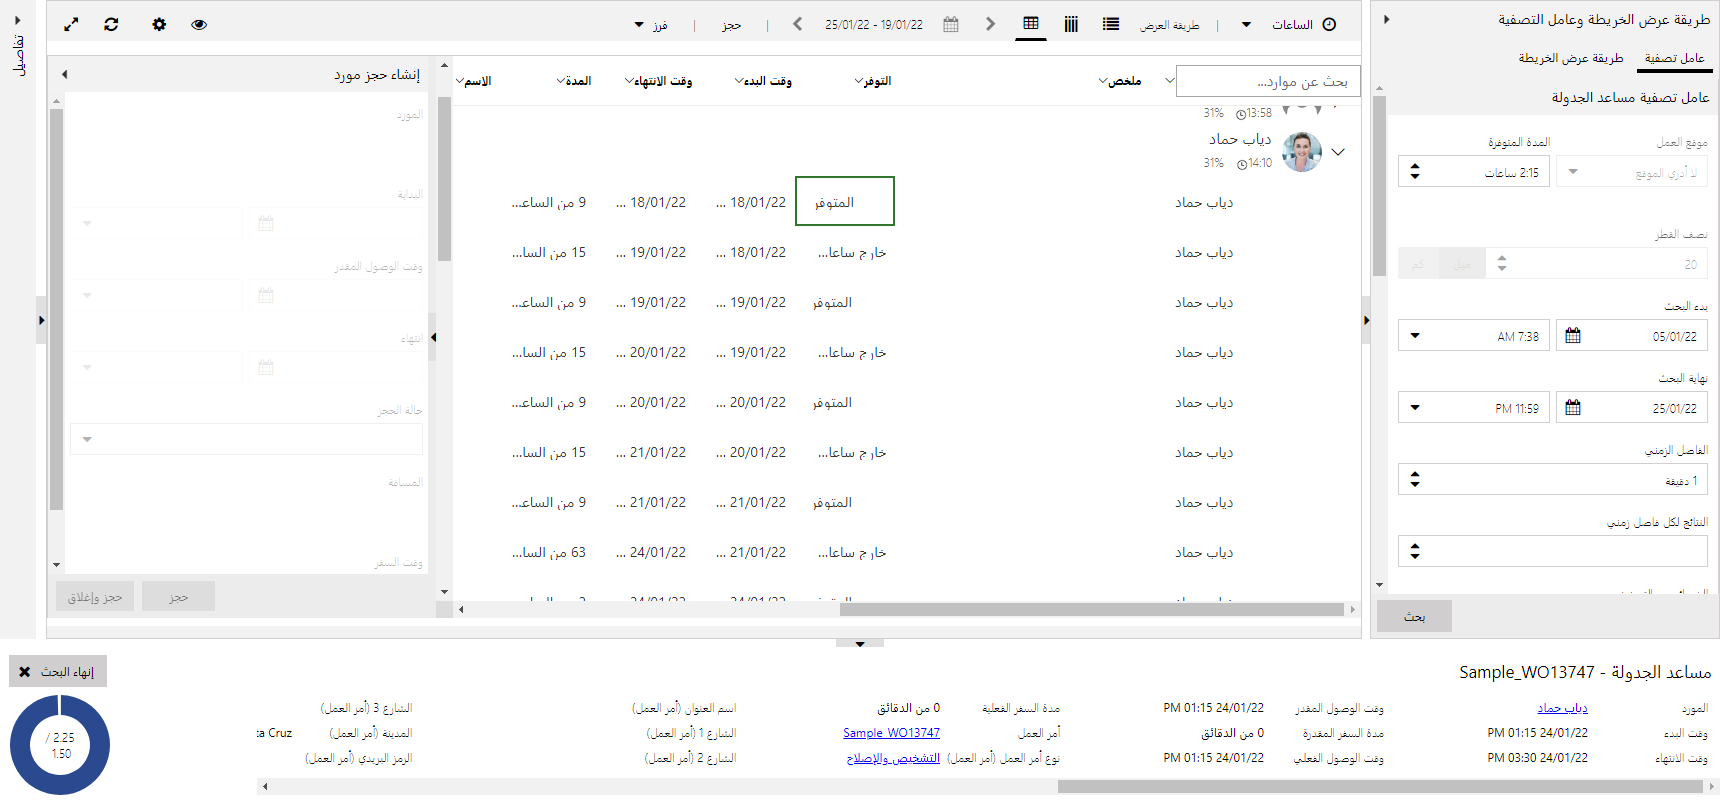 طريقة عرض الخريطة وعامل التصفية
عامل تصفية
طريقة عرض الخريطة
عامل تصفية مساعد الجدولة
موقع العمل
المدة المتوفرة
لا أدري الموقع
2:15 ساعات
نصف القطر
20
ميل
كم
بدء البحث
05/01/22
7:38 AM
نهاية البحث
25/01/22
11:59 PM
الفاصل الزمني
1 دقيقة
النتائج لكل فاصل زمني
بحث
الساعات
طريقة العرض
19/01/22 - 25/01/22
حجز
فرز
بحث عن موارد...
ملخص
التوفر
وقت البدء
وقت الانتهاء
المدة
الاسم
13:58
31%
دياب حماد
14:10
31%
دياب حماد المتوفر 18/01/22 ... 18/01/22 ... 9 من الساعـ...
دياب حماد خارج ساعا... 18/01/22 ... 19/01/22 ... 15 من السا...
دياب حماد المتوفر 19/01/22 ... 19/01/22 ... 9 من الساعـ...
دياب حماد خارج ساعا... 19/01/22 ... 20/01/22 ... 15 من السا...
دياب حماد المتوفر 20/01/22 ... 20/01/22 ... 9 من الساعـ...
دياب حماد خارج ساعا... 20/01/22 ... 21/01/22 ... 15 من السا...
دياب حماد المتوفر 21/01/22 ... 21/01/22 ... 9 من الساعـ...
دياب حماد خارج ساعا... 21/01/22 ... 24/01/22 ... 63 من السا...
إنشاء حجز مورد
المورد
البداية
وقت الوصول المقدر
انتهاء
حالة الحجز
المسافة
وقت السفر
حجز
حجز وإغلاق
تفاصيل
مساعد الجدولة - Sample_WO13747
إنهاء البحث
المورد دياب حماد
وقت البدء 24/01/22 01:15 PM
وقت الانتهاء 24/01/22 03:30 PM
وقت الوصول المقدر 24/01/22 01:15 PM
مدة السفر المقدرة 0 من الدقائق
وقت الوصول الفعلي 24/01/22 01:15 PM
مدة السفر الفعلية 0 من الدقائق
أمر العمل Sample_WO13747
نوع أمر العمل (أمر العمل) التشخيص والإصلاح
اسم العنوان (أمر العمل)
الشارع 1 (أمر العمل)
الشارع 2 (أمر العمل)
الشارع 3 (أمر العمل)
المدينة (أمر العمل) ta Cruz
الرمز البريدي (أمر العمل)
2.25 /
1.50